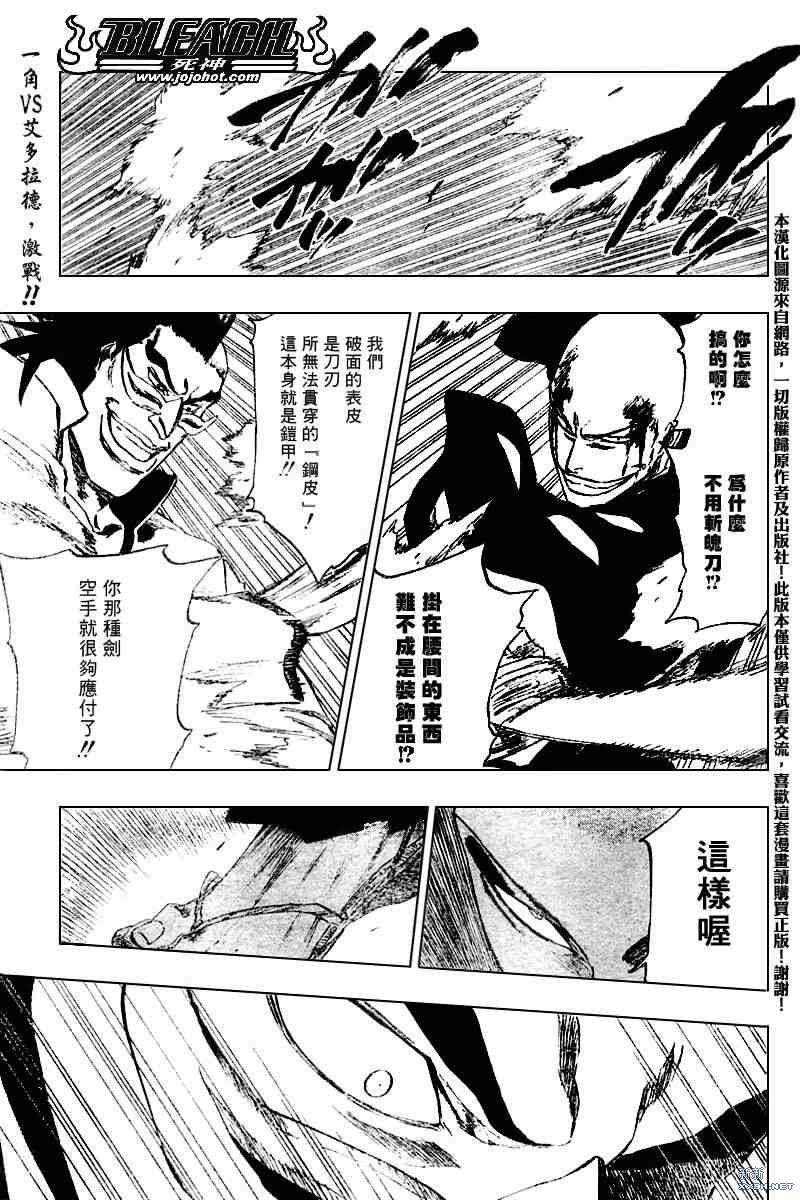 BLEACH
死神
www.jojohot.com
一角VS艾多拉德，激戰!!
ガガガガ
你怎麼
搞的啊!?
為什麼
不用斬魄刀!?
掛在腰間的東西
難不成是裝飾品!?
我們
破面的表皮
是刀刃
所無法貫穿的「鋼皮」！
這本身就是鎧甲!!
你那種劍
空手就很夠應付了!!
這樣喔
本漢化圖源來自網路，一切版權歸原作者及出版社！此版本僅供學習試看交流，喜歡這套漫畫請購買正版！謝謝！